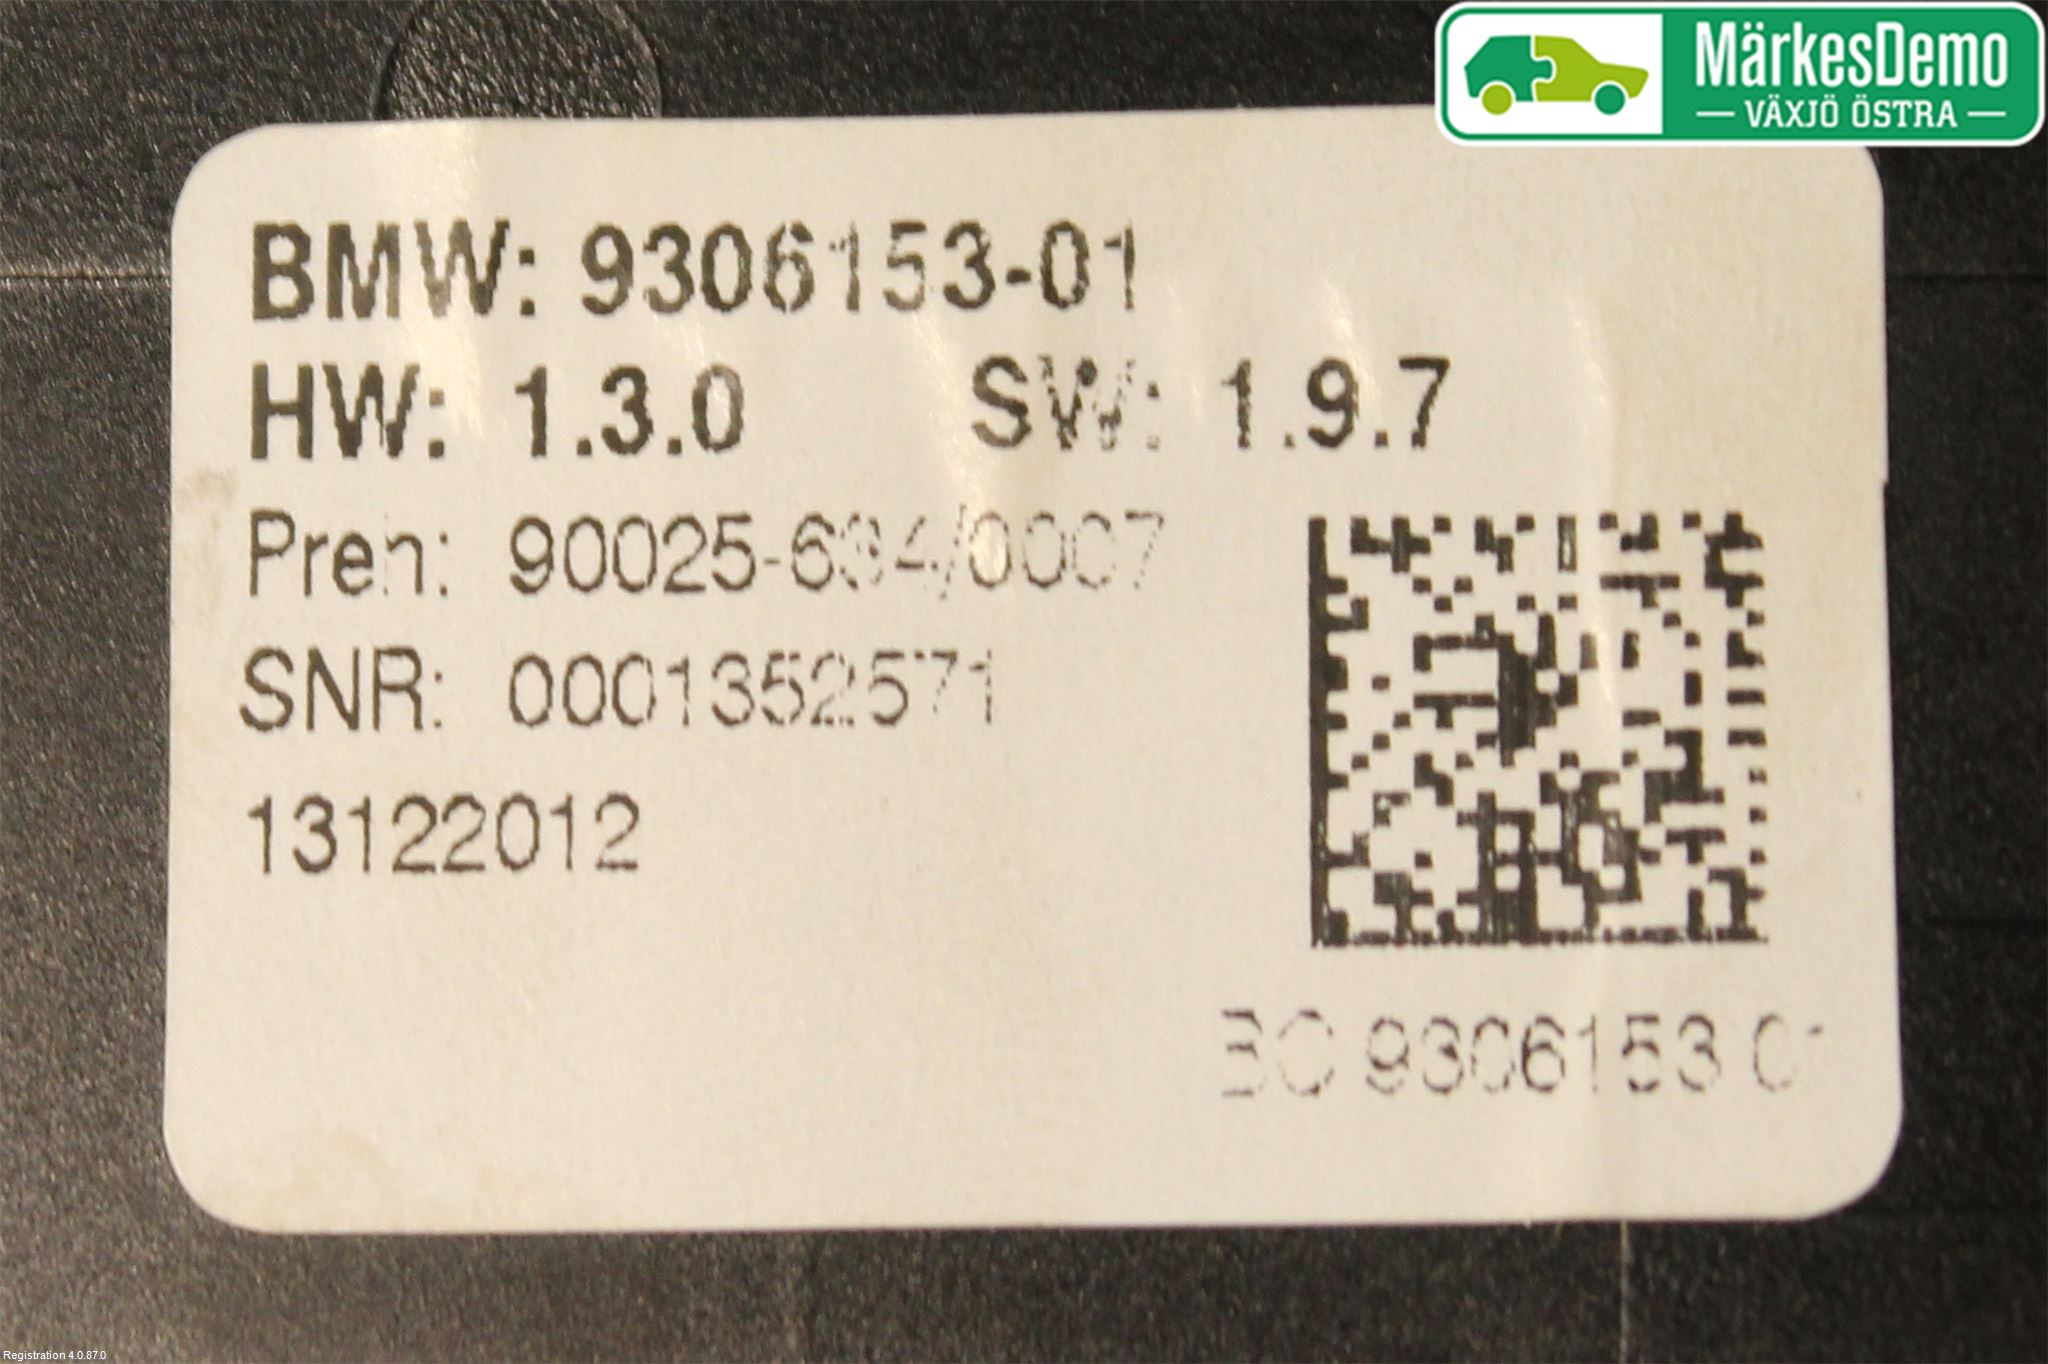 MärkesDemo
VÄXJÖ ÖSTRA
BMW: 9306153-01
HW: 1.3.0 SW: 1.9.7
Preh: 90025-634/0007
SNR: 0001352571
13122012
BC 9306153 01
Registration 4.0.87.0